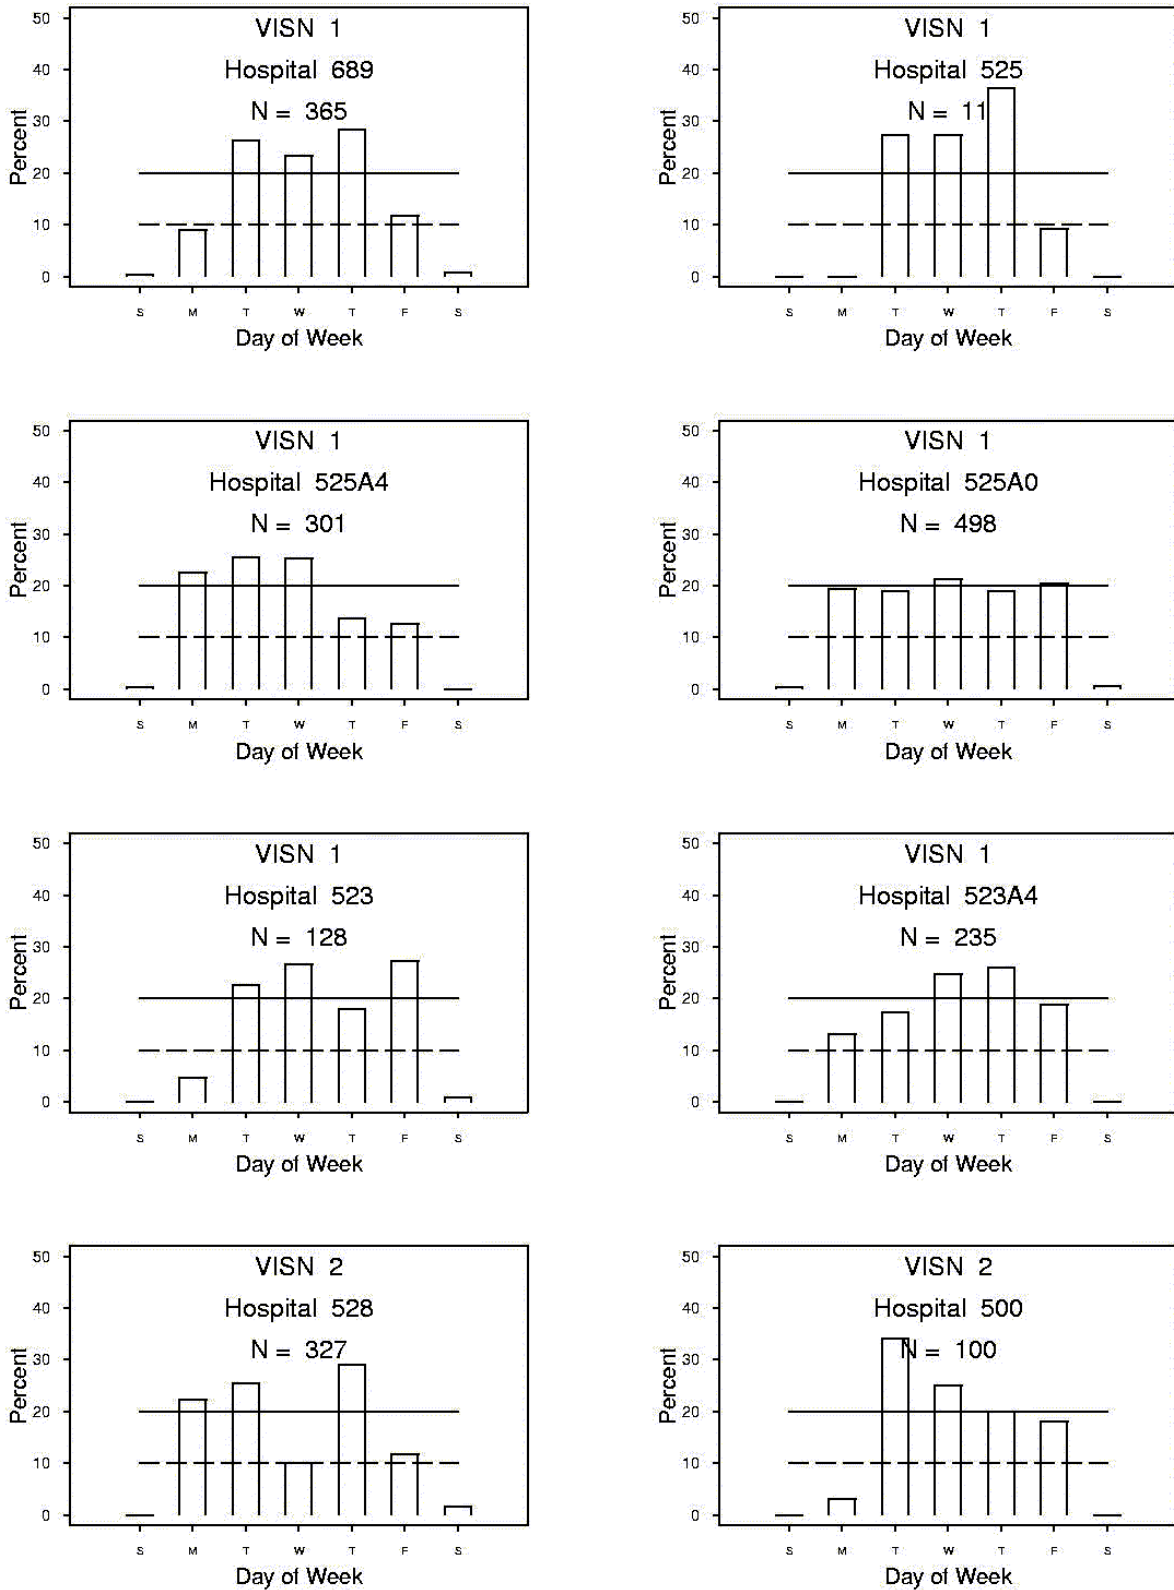 VISN 1
Hospital 689
N = 365
Percent
50
40
30
20
10
0
S M T W T F S
Day of Week
VISN 1
Hospital 525
N = 11
Percent
50
40
30
20
10
0
S M T W T F S
Day of Week
VISN 1
Hospital 525A4
N = 301
Percent
50
40
30
20
10
0
S M T W T F S
Day of Week
VISN 1
Hospital 525A0
N = 498
Percent
50
40
30
20
10
0
S M T W T F S
Day of Week
VISN 1
Hospital 523
N = 128
Percent
50
40
30
20
10
0
S M T W T F S
Day of Week
VISN 1
Hospital 523A4
N = 235
Percent
50
40
30
20
10
0
S M T W T F S
Day of Week
VISN 2
Hospital 528
N = 327
Percent
50
40
30
20
10
0
S M T W T F S
Day of Week
VISN 2
Hospital 500
N = 100
Percent
50
40
30
20
10
0
S M T W T F S
Day of Week